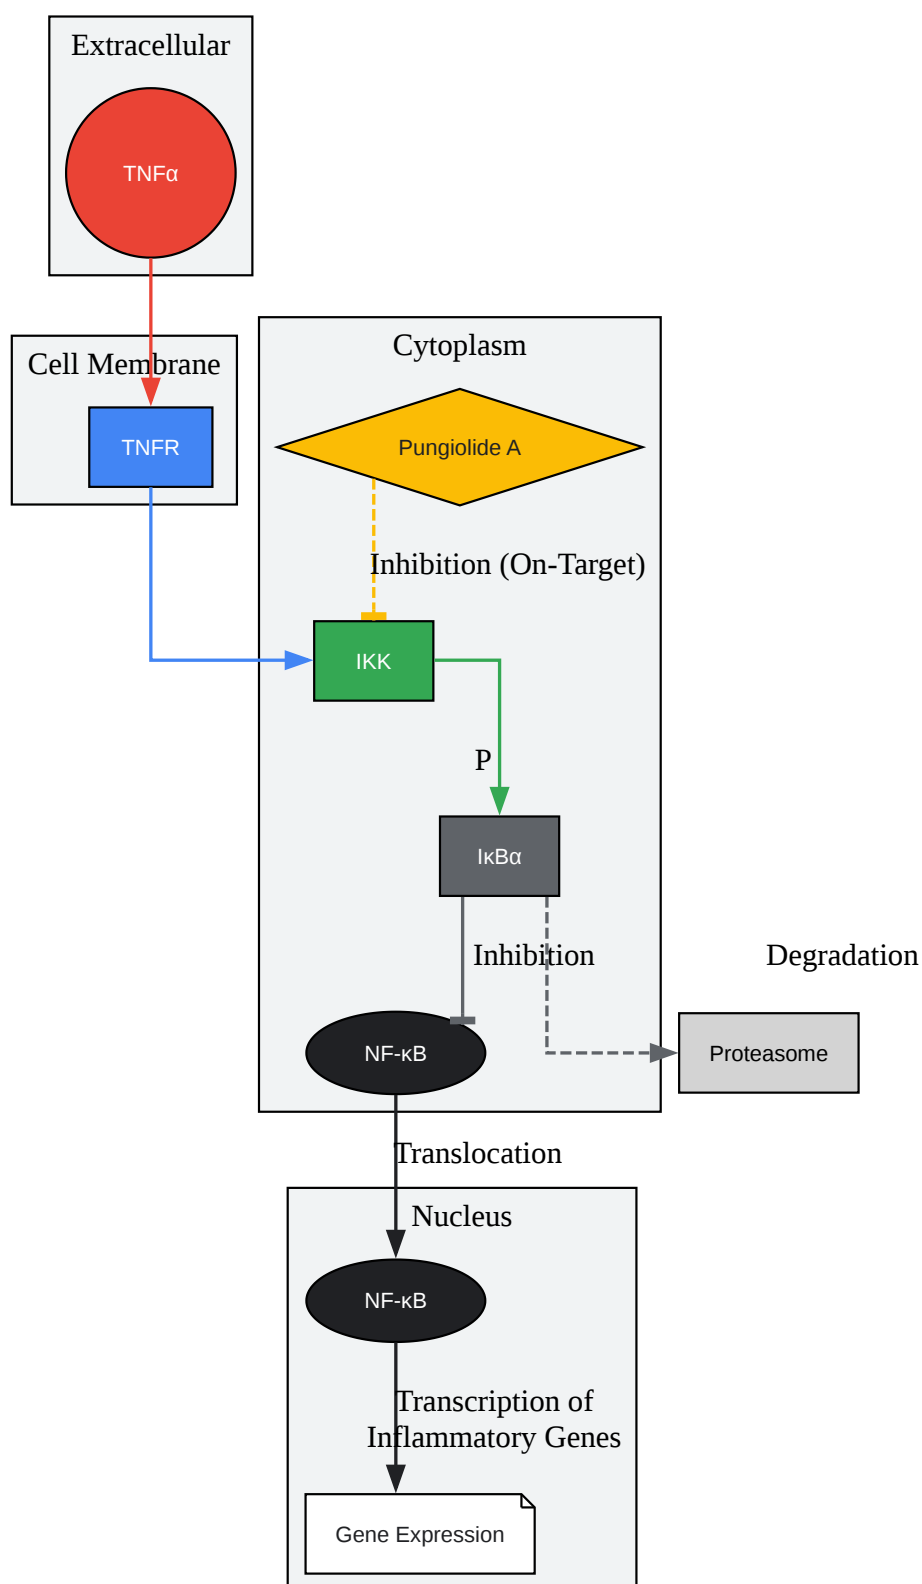 Extracellular
TNFα
Cell Membrane
TNFR
Cytoplasm
Pungiolide A
Inhibition (On-Target)
IKK
P
IκBα
Inhibition
Degradation
NF-κB
Proteasome
Translocation
Nucleus
NF-κB
Transcription of
Inflammatory Genes
Gene Expression